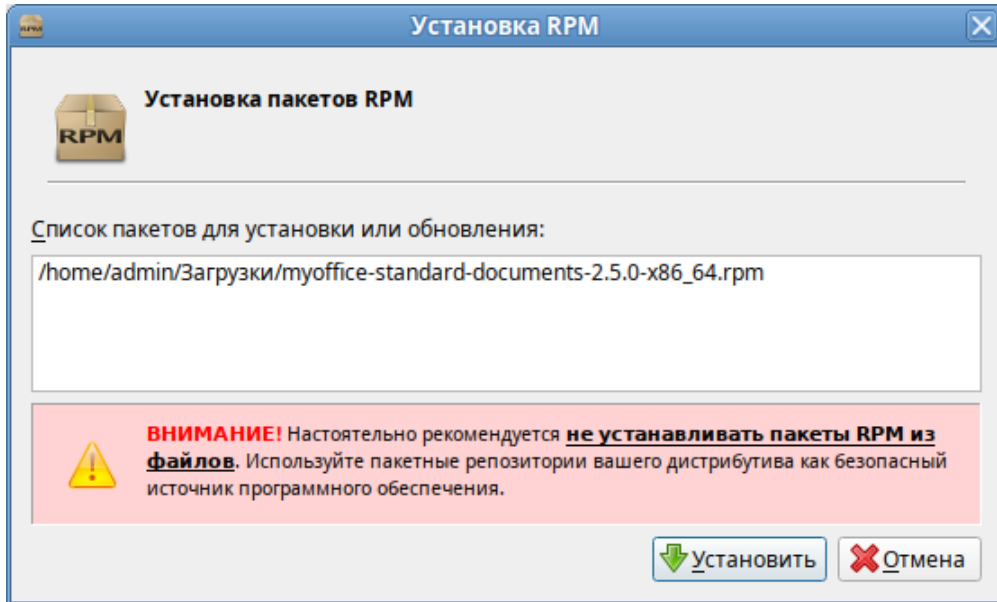 Установка RPM
Установка пакетов RPM
RPM
Список пакетов для установки или обновления:
/home/admin/Загрузки/myoffice-standard-documents-2.5.0-x86_64.rpm
ВНИМАНИЕ! Настоятельно рекомендуется не устанавливать пакеты RPM из
файлов. Используйте пакетные репозитории вашего дистрибутива как безопасный
источник программного обеспечения.
Установить
Отмена